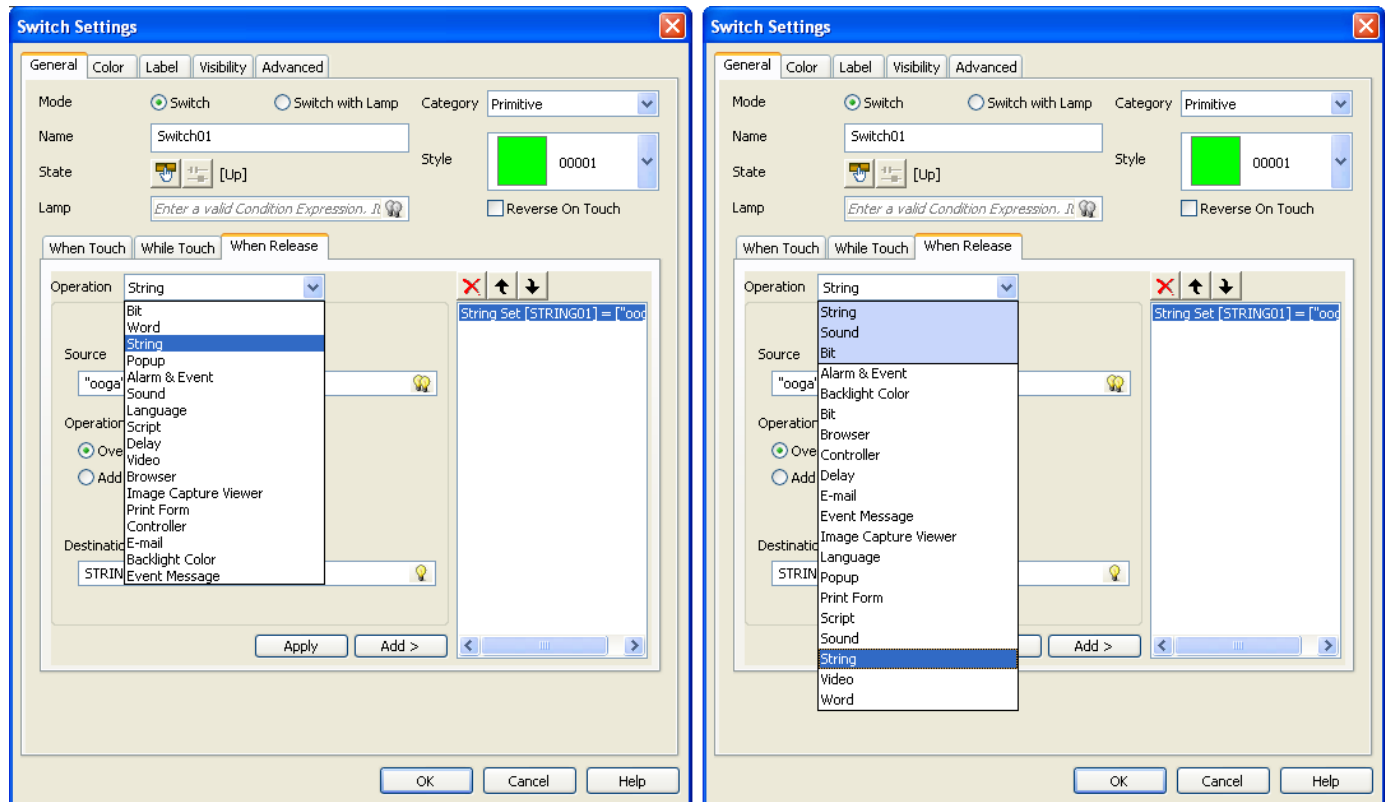 Switch Settings
General Color Label Visibility Advanced
Mode Switch Switch with Lamp Category Primitive
Name Switch01
Style 00001
State [Up]
Lamp Enter a valid Condition Expression. Reverse On Touch
When Touch While Touch When Release
Operation String
Bit
Word
String
Popup
Alarm & Event
Sound
Language
Script
Delay
Video
Browser
Image Capture Viewer
Print Form
Controller
E-mail
Backlight Color
Event Message
String Set [STRING01] = ["oog
Source
"ooga"
Operation
Ove
Add
Destinatio
STRIN
Apply Add >
OK Cancel Help
Switch Settings
General Color Label Visibility Advanced
Mode Switch Switch with Lamp Category Primitive
Name Switch01
Style 00001
State [Up]
Lamp Enter a valid Condition Expression. Reverse On Touch
When Touch While Touch When Release
Operation String
String
Sound
Bit
Alarm & Event
Backlight Color
Bit
Browser
Controller
Delay
E-mail
Event Message
Image Capture Viewer
Language
Popup
Print Form
Script
Sound
String
Video
Word
String Set [STRING01] = ["oog
Source
"ooga"
Operation
Ove
Add
Destinatio
STRIN
Add >
OK Cancel Help